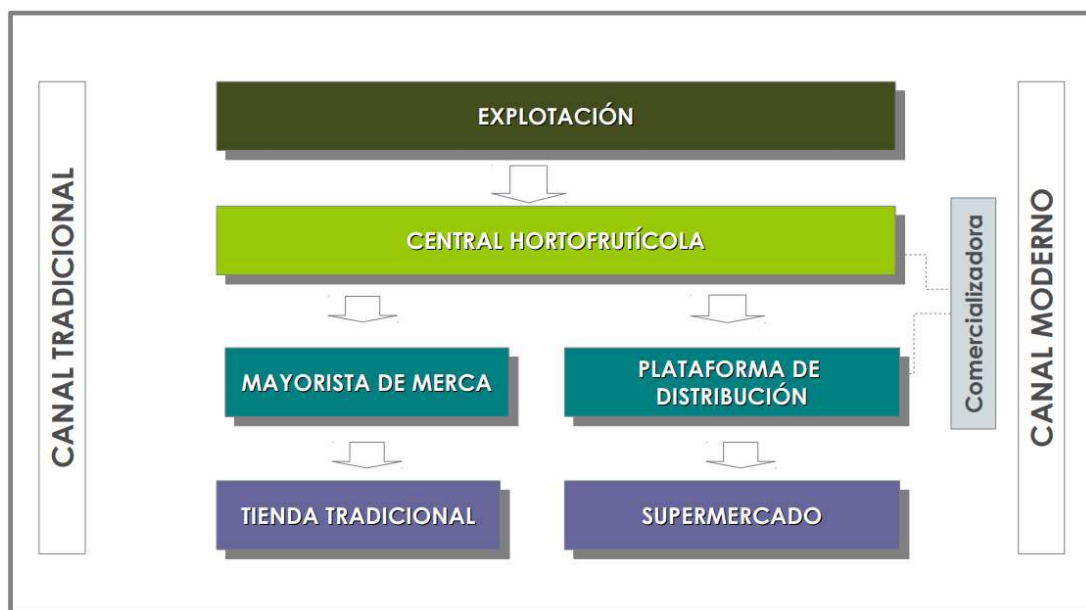 CANAL TRADICIONAL
EXPLOTACIÓN
CENTRAL HORTOFRUTÍCOLA
MAYORISTA DE MERCA
PLATAFORMA DE
DISTRIBUCIÓN
TIENDA TRADICIONAL
SUPERMERCADO
Comercializadora
CANAL MODERNO